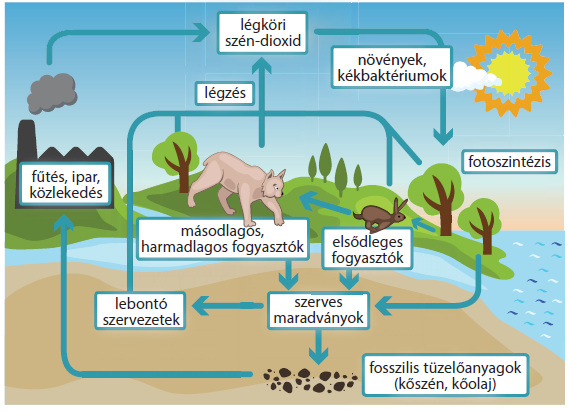 légköri
szén-dioxid
növények,
kékbaktériumok
légzés
fotoszintézis
fűtés, ipar,
közlekedés
másodlagos,
harmadlagos fogyasztók
elsődleges
fogyasztók
lebontó
szervezetek
szerves
maradványok
fosszilis tüzelőanyagok
(kőszén, kőolaj)